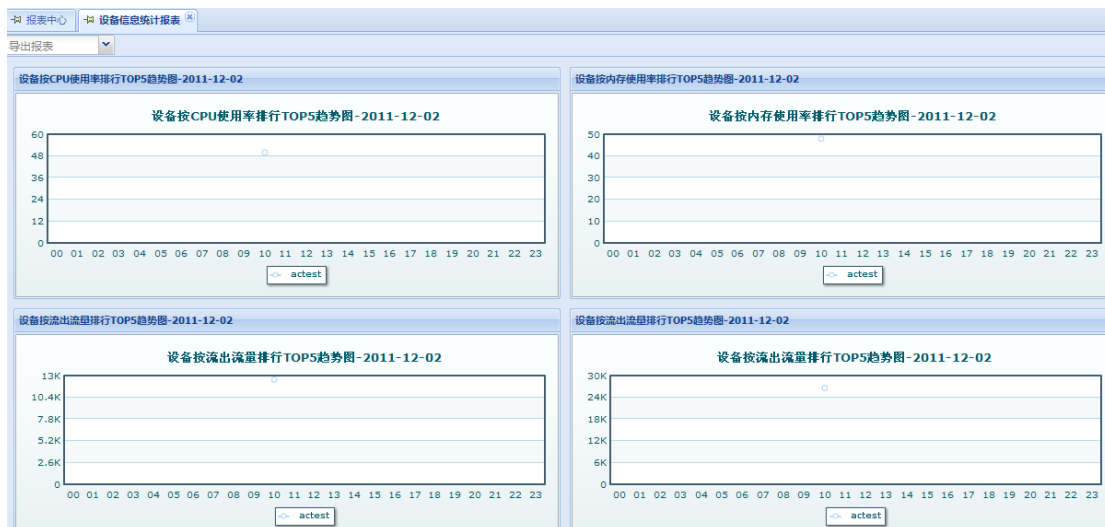 报表中心 设备信息统计报表
导出报表
设备按CPU使用率排行TOP5趋势图-2011-12-02
设备按CPU使用率排行TOP5趋势图-2011-12-02
60
48
36
24
12
0
00 01 02 03 04 05 06 07 08 09 10 11 12 13 14 15 16 17 18 19 20 21 22 23
actest
设备按内存使用率排行TOP5趋势图-2011-12-02
设备按内存使用率排行TOP5趋势图-2011-12-02
50
40
30
20
10
0
00 01 02 03 04 05 06 07 08 09 10 11 12 13 14 15 16 17 18 19 20 21 22 23
actest
设备按流出流量排行TOP5趋势图-2011-12-02
设备按流出流量排行TOP5趋势图-2011-12-02
13K
10.4K
7.8K
5.2K
2.6K
0
00 01 02 03 04 05 06 07 08 09 10 11 12 13 14 15 16 17 18 19 20 21 22 23
actest
设备按流出流量排行TOP5趋势图-2011-12-02
设备按流出流量排行TOP5趋势图-2011-12-02
30K
24K
18K
12K
6K
0
00 01 02 03 04 05 06 07 08 09 10 11 12 13 14 15 16 17 18 19 20 21 22 23
actest